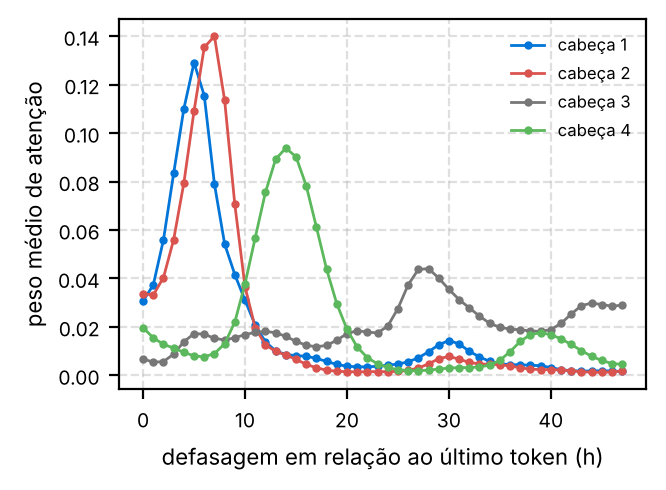 0.14
0.12
0.10
0.08
0.06
0.04
0.02
0.00
peso médio de atenção
cabeça 1
cabeça 2
cabeça 3
cabeça 4
0
10
20
30
40
defasagem em relação ao último token (h)